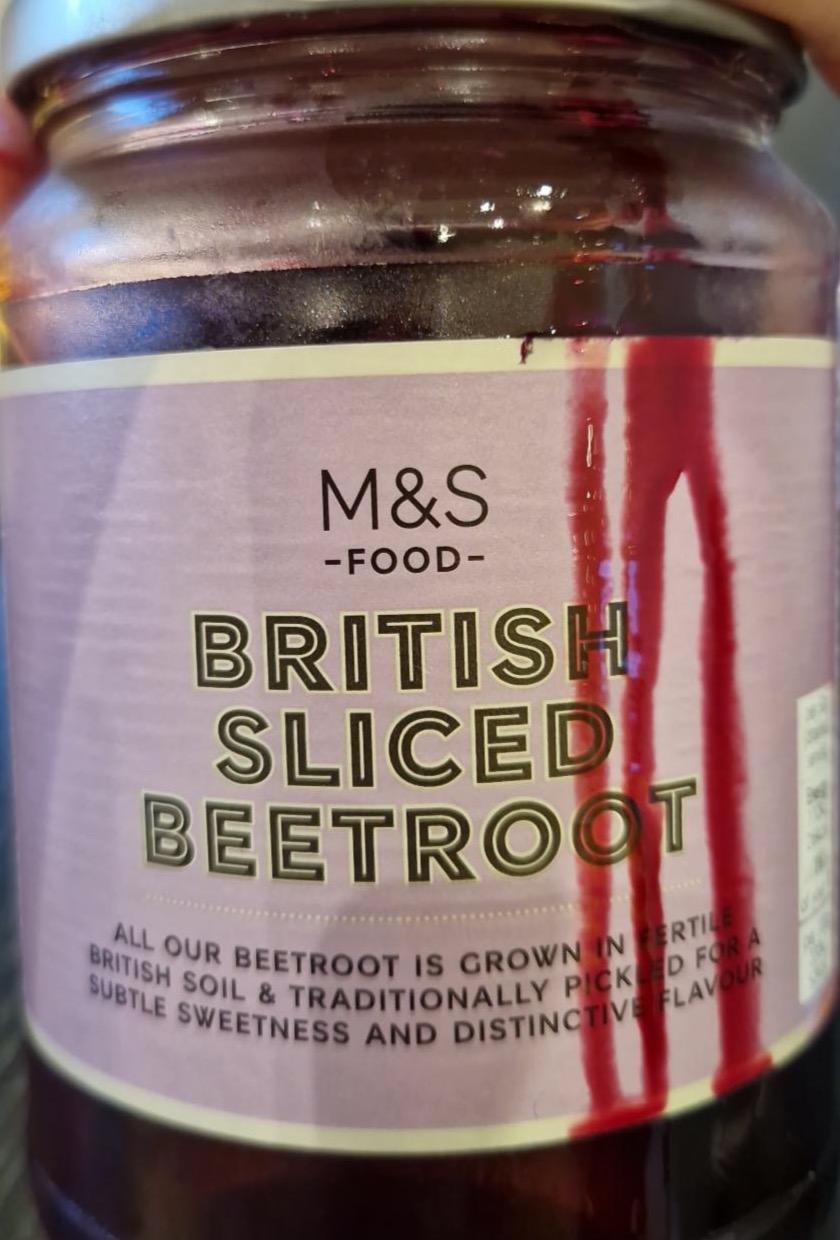 M&S
-FOOD-
BRITISH
SLICED
BEETROOT
ALL OUR BEETROOT IS GROWN IN FERTILE
BRITISH SOIL & TRADITIONALLY PICKLED FOR A
SUBTLE SWEETNESS AND DISTINCTIVE FLAVOUR